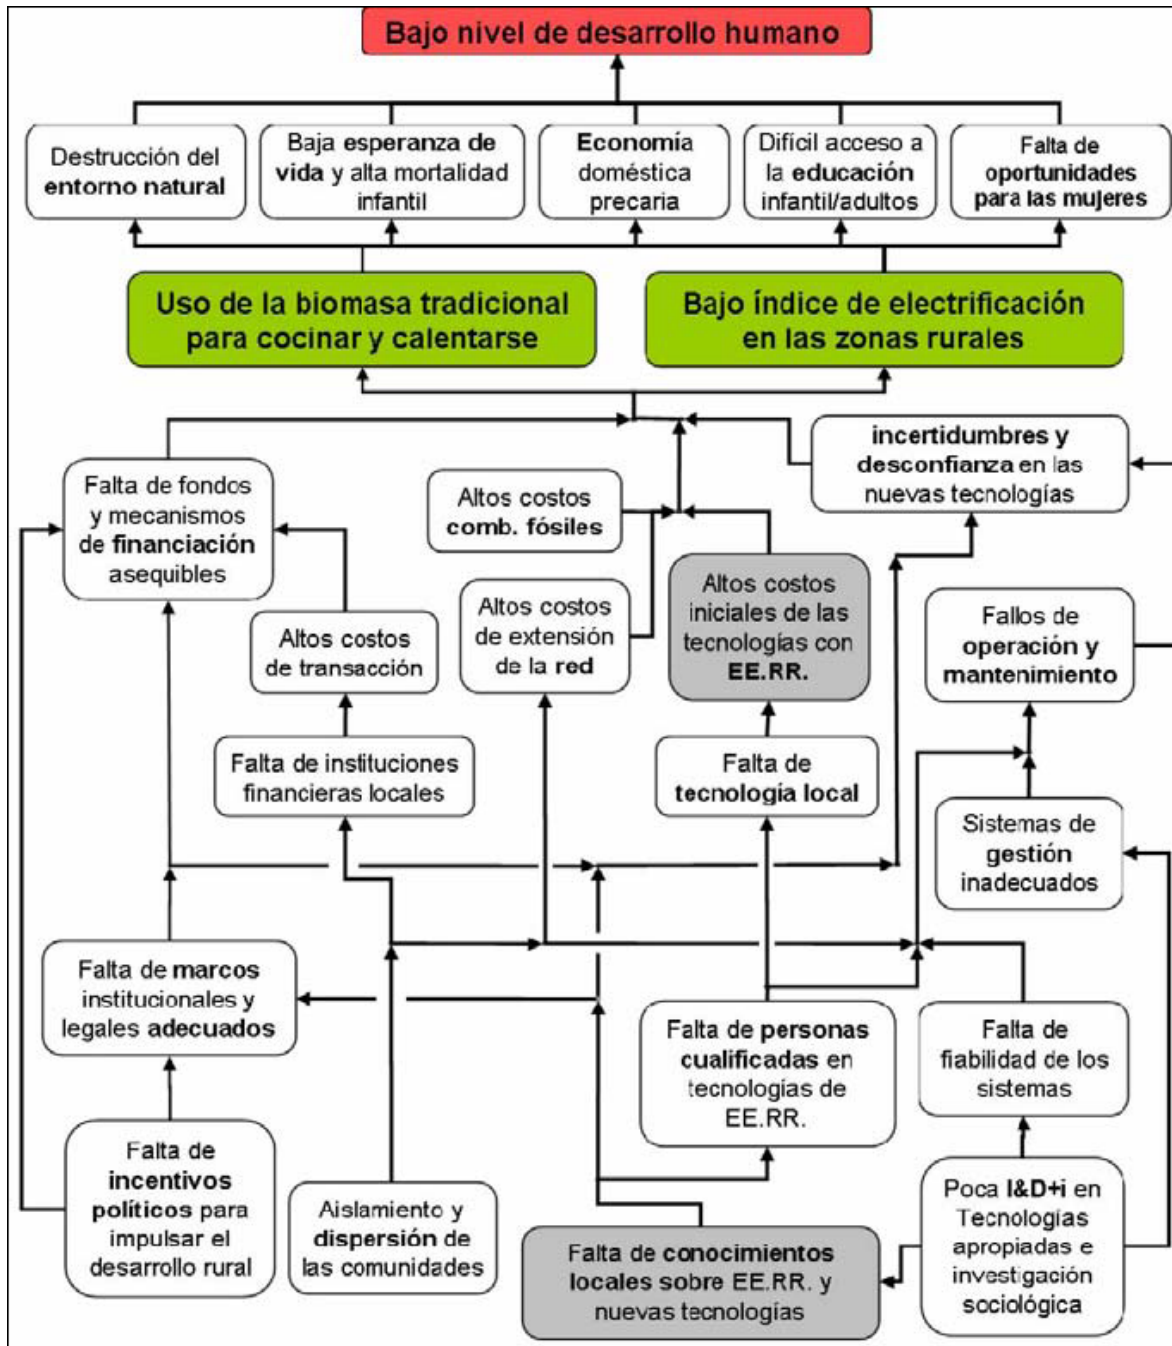 Bajo nivel de desarrollo humano
Destrucción del
entorno natural
Baja esperanza de
vida y alta mortalidad
infantil
Economía
doméstica
precaria
Difícil acceso a
la educación
infantil/adultos
Falta de
oportunidades
para las mujeres
Uso de la biomasa tradicional
para cocinar y calentarse
Bajo índice de electrificación
en las zonas rurales
Falta de fondos
y mecanismos
de financiación
asequibles
Altos costos
comb. fósiles
incertidumbres y
desconfianza en las
nuevas tecnologías
Altos costos
de transacción
Altos costos
de extensión
de la red
Altos costos
iniciales de las
tecnologías con
EE.RR.
Fallos de
operación y
mantenimiento
Falta de instituciones
financieras locales
Falta de
tecnología local
Sistemas de
gestión
inadecuados
Falta de marcos
institucionales y
legales adecuados
Falta de personas
cualificadas en
tecnologías de
EE.RR.
Falta de
fiabilidad de los
sistemas
Falta de
incentivos
políticos para
impulsar el
desarrollo rural
Aislamiento y
dispersión de
las comunidades
Falta de conocimientos
locales sobre EE.RR. y
nuevas tecnologías
Poca I&D+i en
Tecnologías
apropiadas e
investigación
sociológica